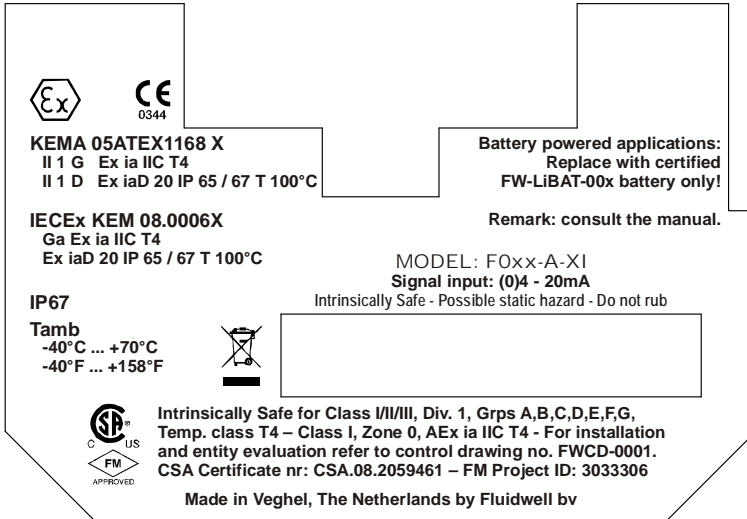 Ex
CE
0344
KEMA 05ATEX1168 X
II 1 G Ex ia IIC T4
II 1 D Ex iaD 20 IP 65 / 67 T 100°C
Battery powered applications:
Replace with certified
FW-LiBAT-00x battery only!
IECEx KEM 08.0006X
Ga Ex ia IIC T4
Ex iaD 20 IP 65 / 67 T 100°C
Remark: consult the manual.
MODEL: F0xx-A-XI
Signal input: (0)4 - 20mA
Intrinsically Safe - Possible static hazard - Do not rub
IP67
Tamb
-40°C ... +70°C
-40°F ... +158°F
SA®
C US
FM
APPROVED
Intrinsically Safe for Class I/II/III, Div. 1, Grps A,B,C,D,E,F,G,
Temp. class T4 – Class I, Zone 0, AEx ia IIC T4 - For installation
and entity evaluation refer to control drawing no. FWCD-0001.
CSA Certificate nr: CSA.08.2059461 – FM Project ID: 3033306
Made in Veghel, The Netherlands by Fluidwell bv